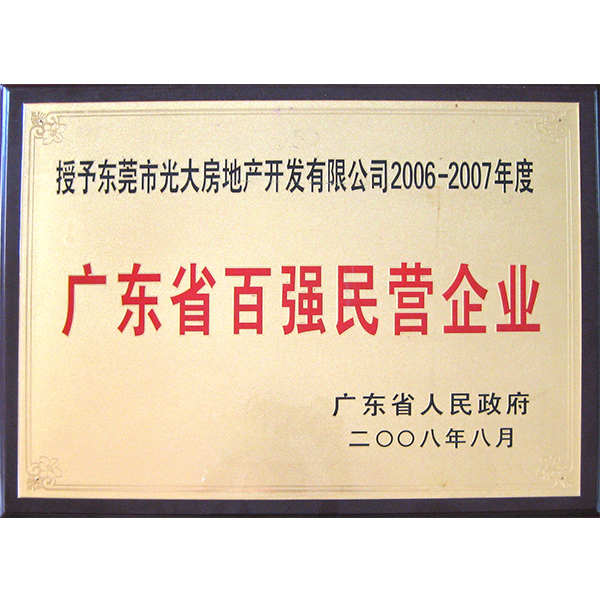 授予东莞市光大房地产开发有限公司2006-2007年度
广东省百强民营企业
广东省人民政府
二〇〇八年八月